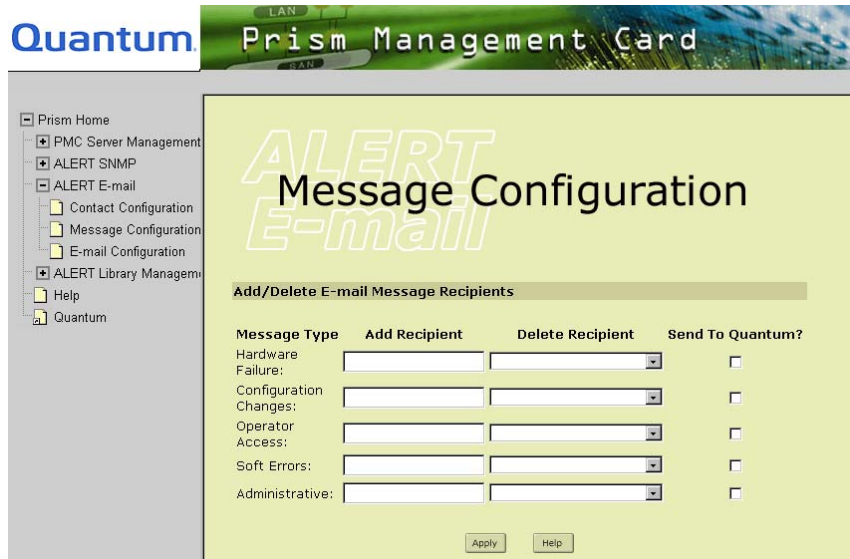 LAN
Quantum.
Prism Management Card
SAN
Prism Home
PMC Server Management
ALERT SNMP
ALERT E-mail
Contact Configuration
Message Configuration
E-mail Configuration
ALERT Library Managem
Help
Quantum
ALERT
E-mail
Message Configuration
Add/Delete E-mail Message Recipients
Message Type Add Recipient Delete Recipient Send To Quantum?
Hardware
Failure:
Configuration
Changes:
Operator
Access:
Soft Errors:
Administrative:
Apply Help